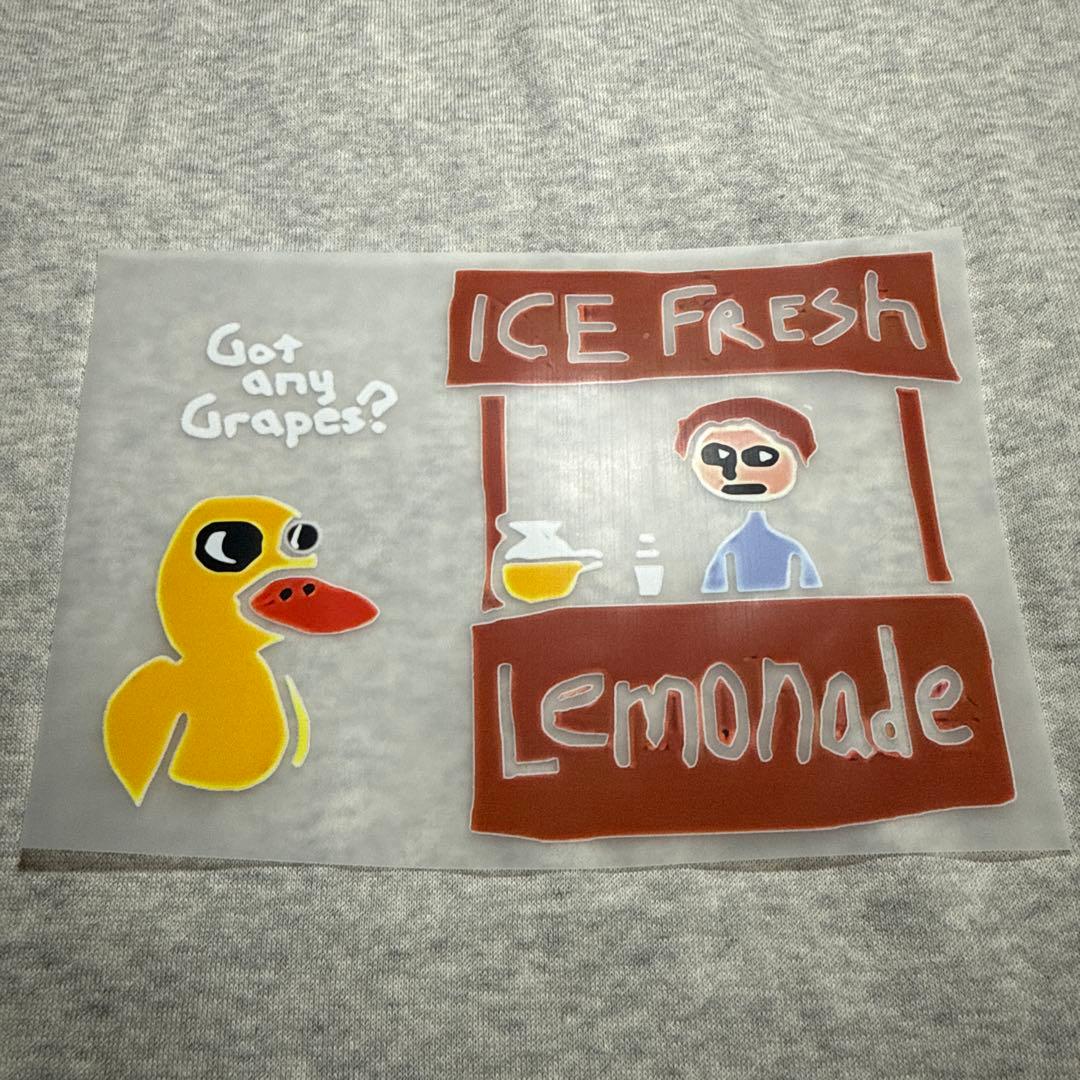 Got
any
Grapes?
ICE FRESh
Lemonade